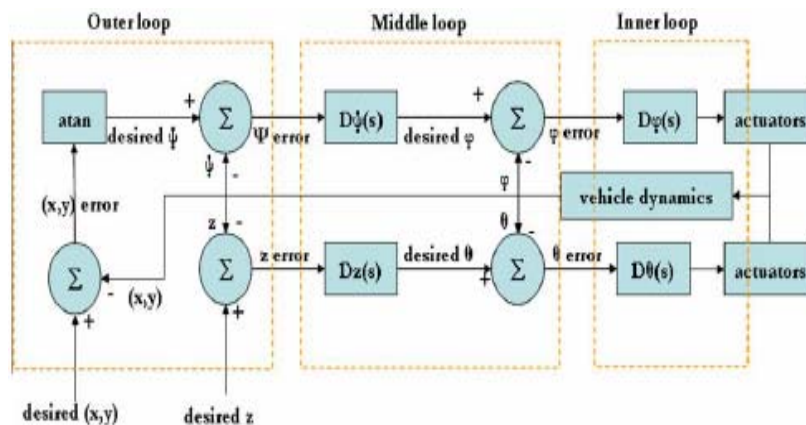 Outer loop
Middle loop
Inner loop
atan
+
desired ψ̇
Σ
Ψ error
Dψ̇(s)
desired φ
+
Σ
φ error
Dφ(s)
actuators
ψ̇
-
-
φ
vehicle dynamics
(x,y) error
z
-
θ
-
Σ
-
(x,y)
+
Σ
z error
+
Dz(s)
desired θ
+
Σ
θ error
Dθ(s)
actuators
desired (x,y)
desired z